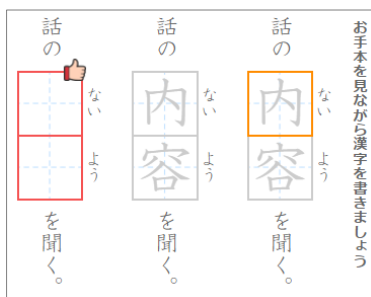 お手本を見ながら漢字を書きましょう
話の内容を聞く。
ない よう
話の内容を聞く。
ない よう
話の
を聞く。
ない よう